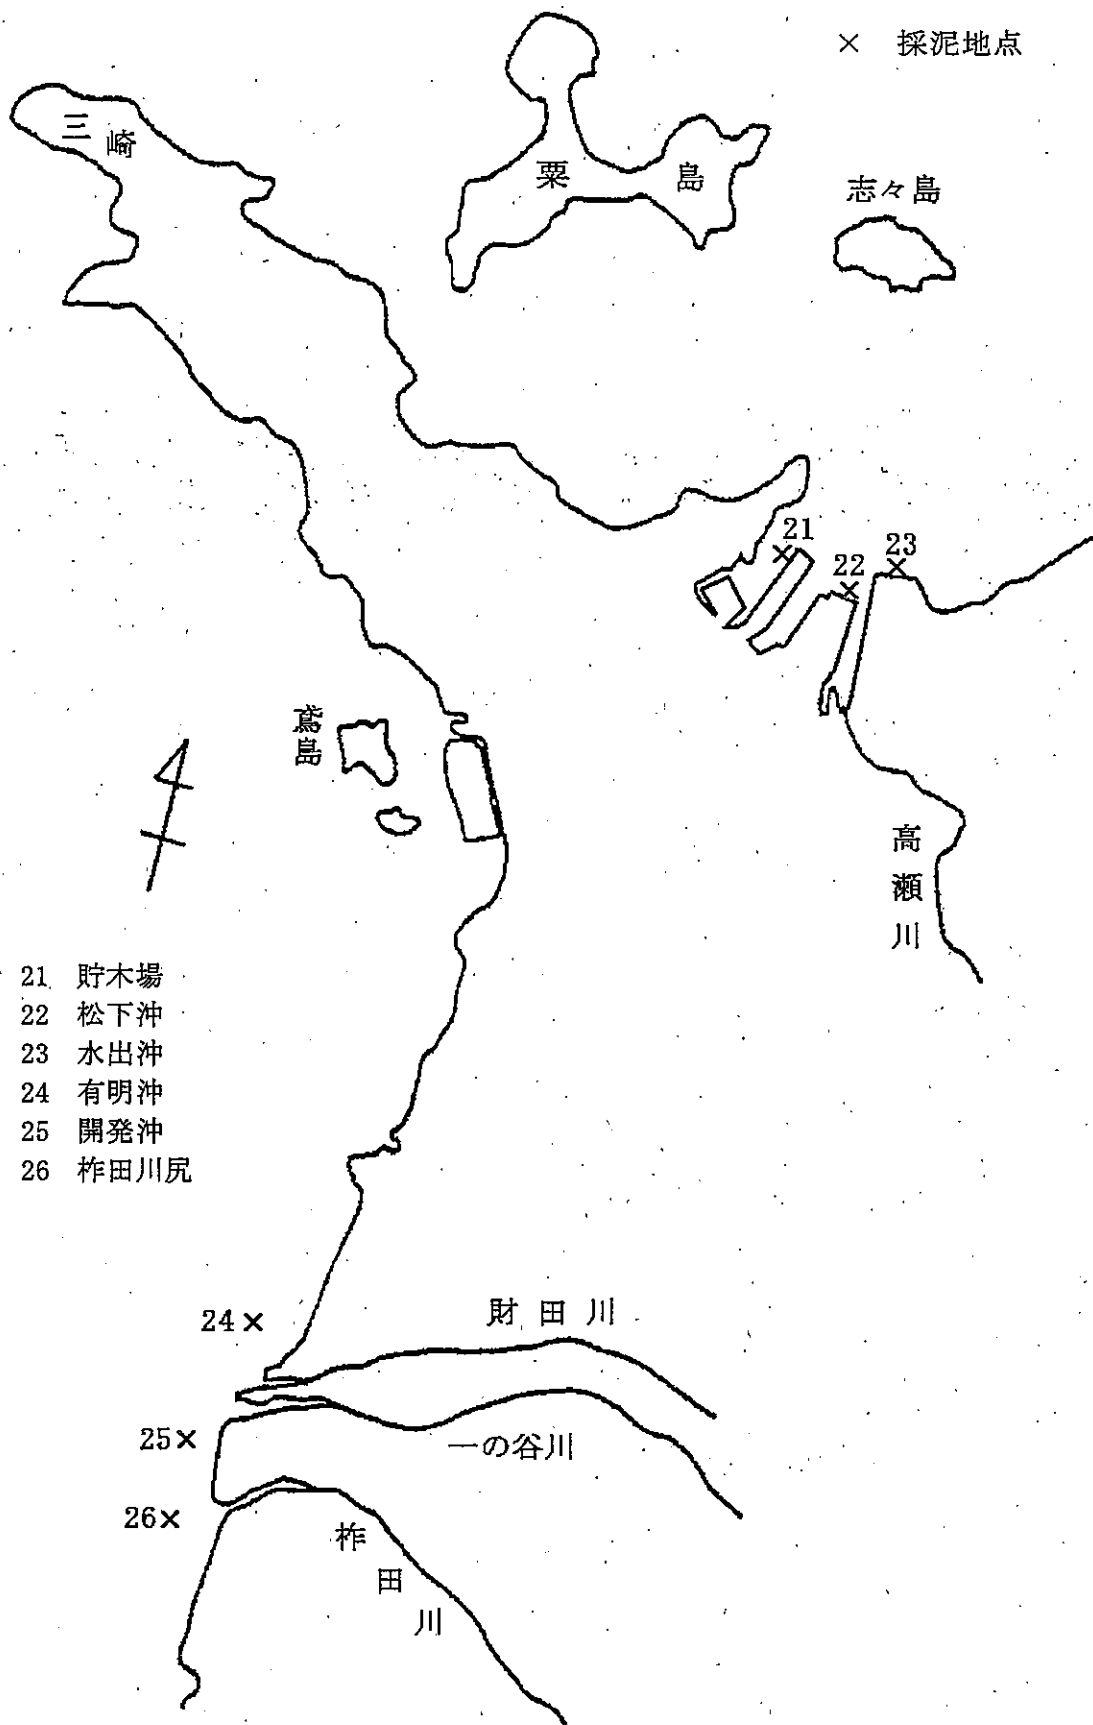 × 採泥地点
三崎
粟島
志々島
21
22
23
鳶島
高瀬川
21 貯木場
22 松下沖
23 水出沖
24 有明沖
25 開発沖
26 柞田川尻
24×
財田川
25×
一の谷川
26×
柞田川